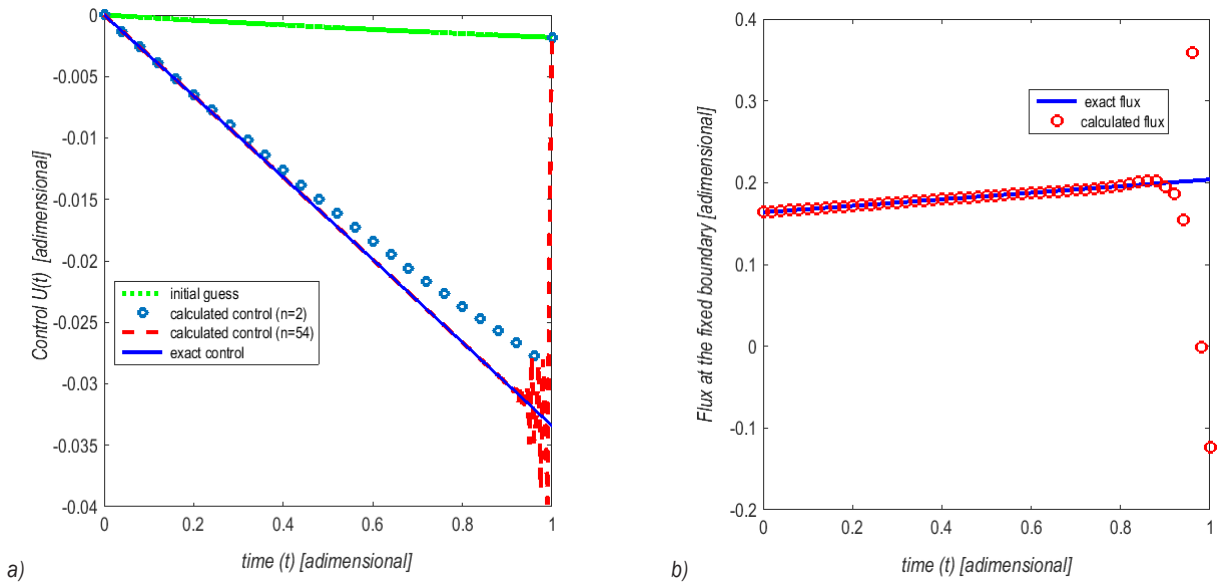 0
-0.005
-0.01
-0.015
-0.02
-0.025
-0.03
-0.035
-0.04
Control U(t) [adimensional]
initial guess
calculated control (n=2)
calculated control (n=54)
exact control
0 0.2 0.4 0.6 0.8 1
time (t) [adimensional]
a)
0.4
0.3
0.2
0.1
0
-0.1
-0.2
Flux at the fixed boundary [adimensional]
exact flux
calculated flux
0 0.2 0.4 0.6 0.8 1
time (t) [adimensional]
b)